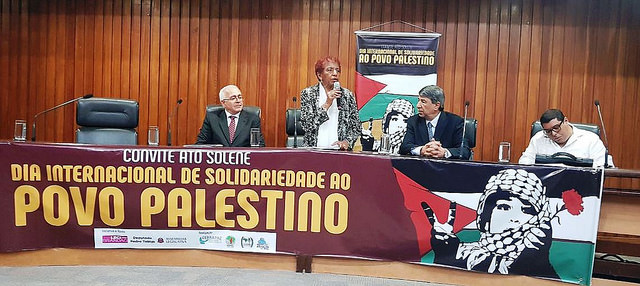 DIA INTERNACIONAL DE SOLIDARIEDADE
AO POVO PALESTINO
CONVITE ATO SOLENE
DIA INTERNACIONAL DE SOLIDARIEDADE AO
POVO PALESTINO